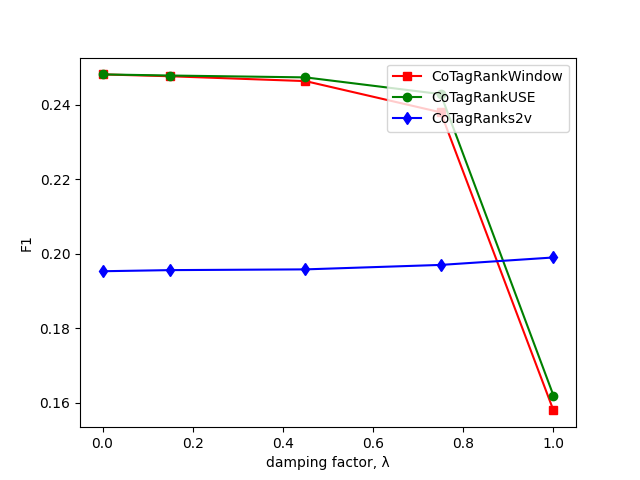 CoTagRankWindow
CoTagRankUSE
CoTagRanks2v
0.24
0.22
0.20
0.18
0.16
F1
0.0 0.2 0.4 0.6 0.8 1.0
damping factor, λ